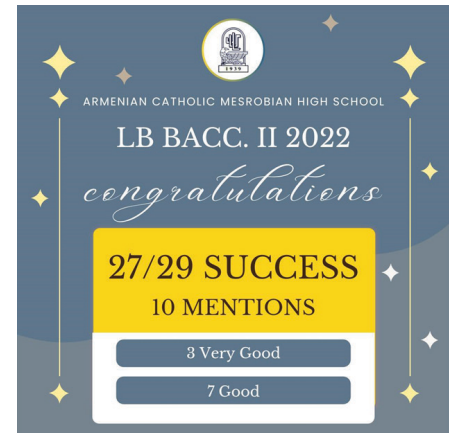 1939
ARMENIAN CATHOLIC MESROBIAN HIGH SCHOOL
LB BACC. II 2022
congratulations
27/29 SUCCESS
10 MENTIONS
3 Very Good
7 Good